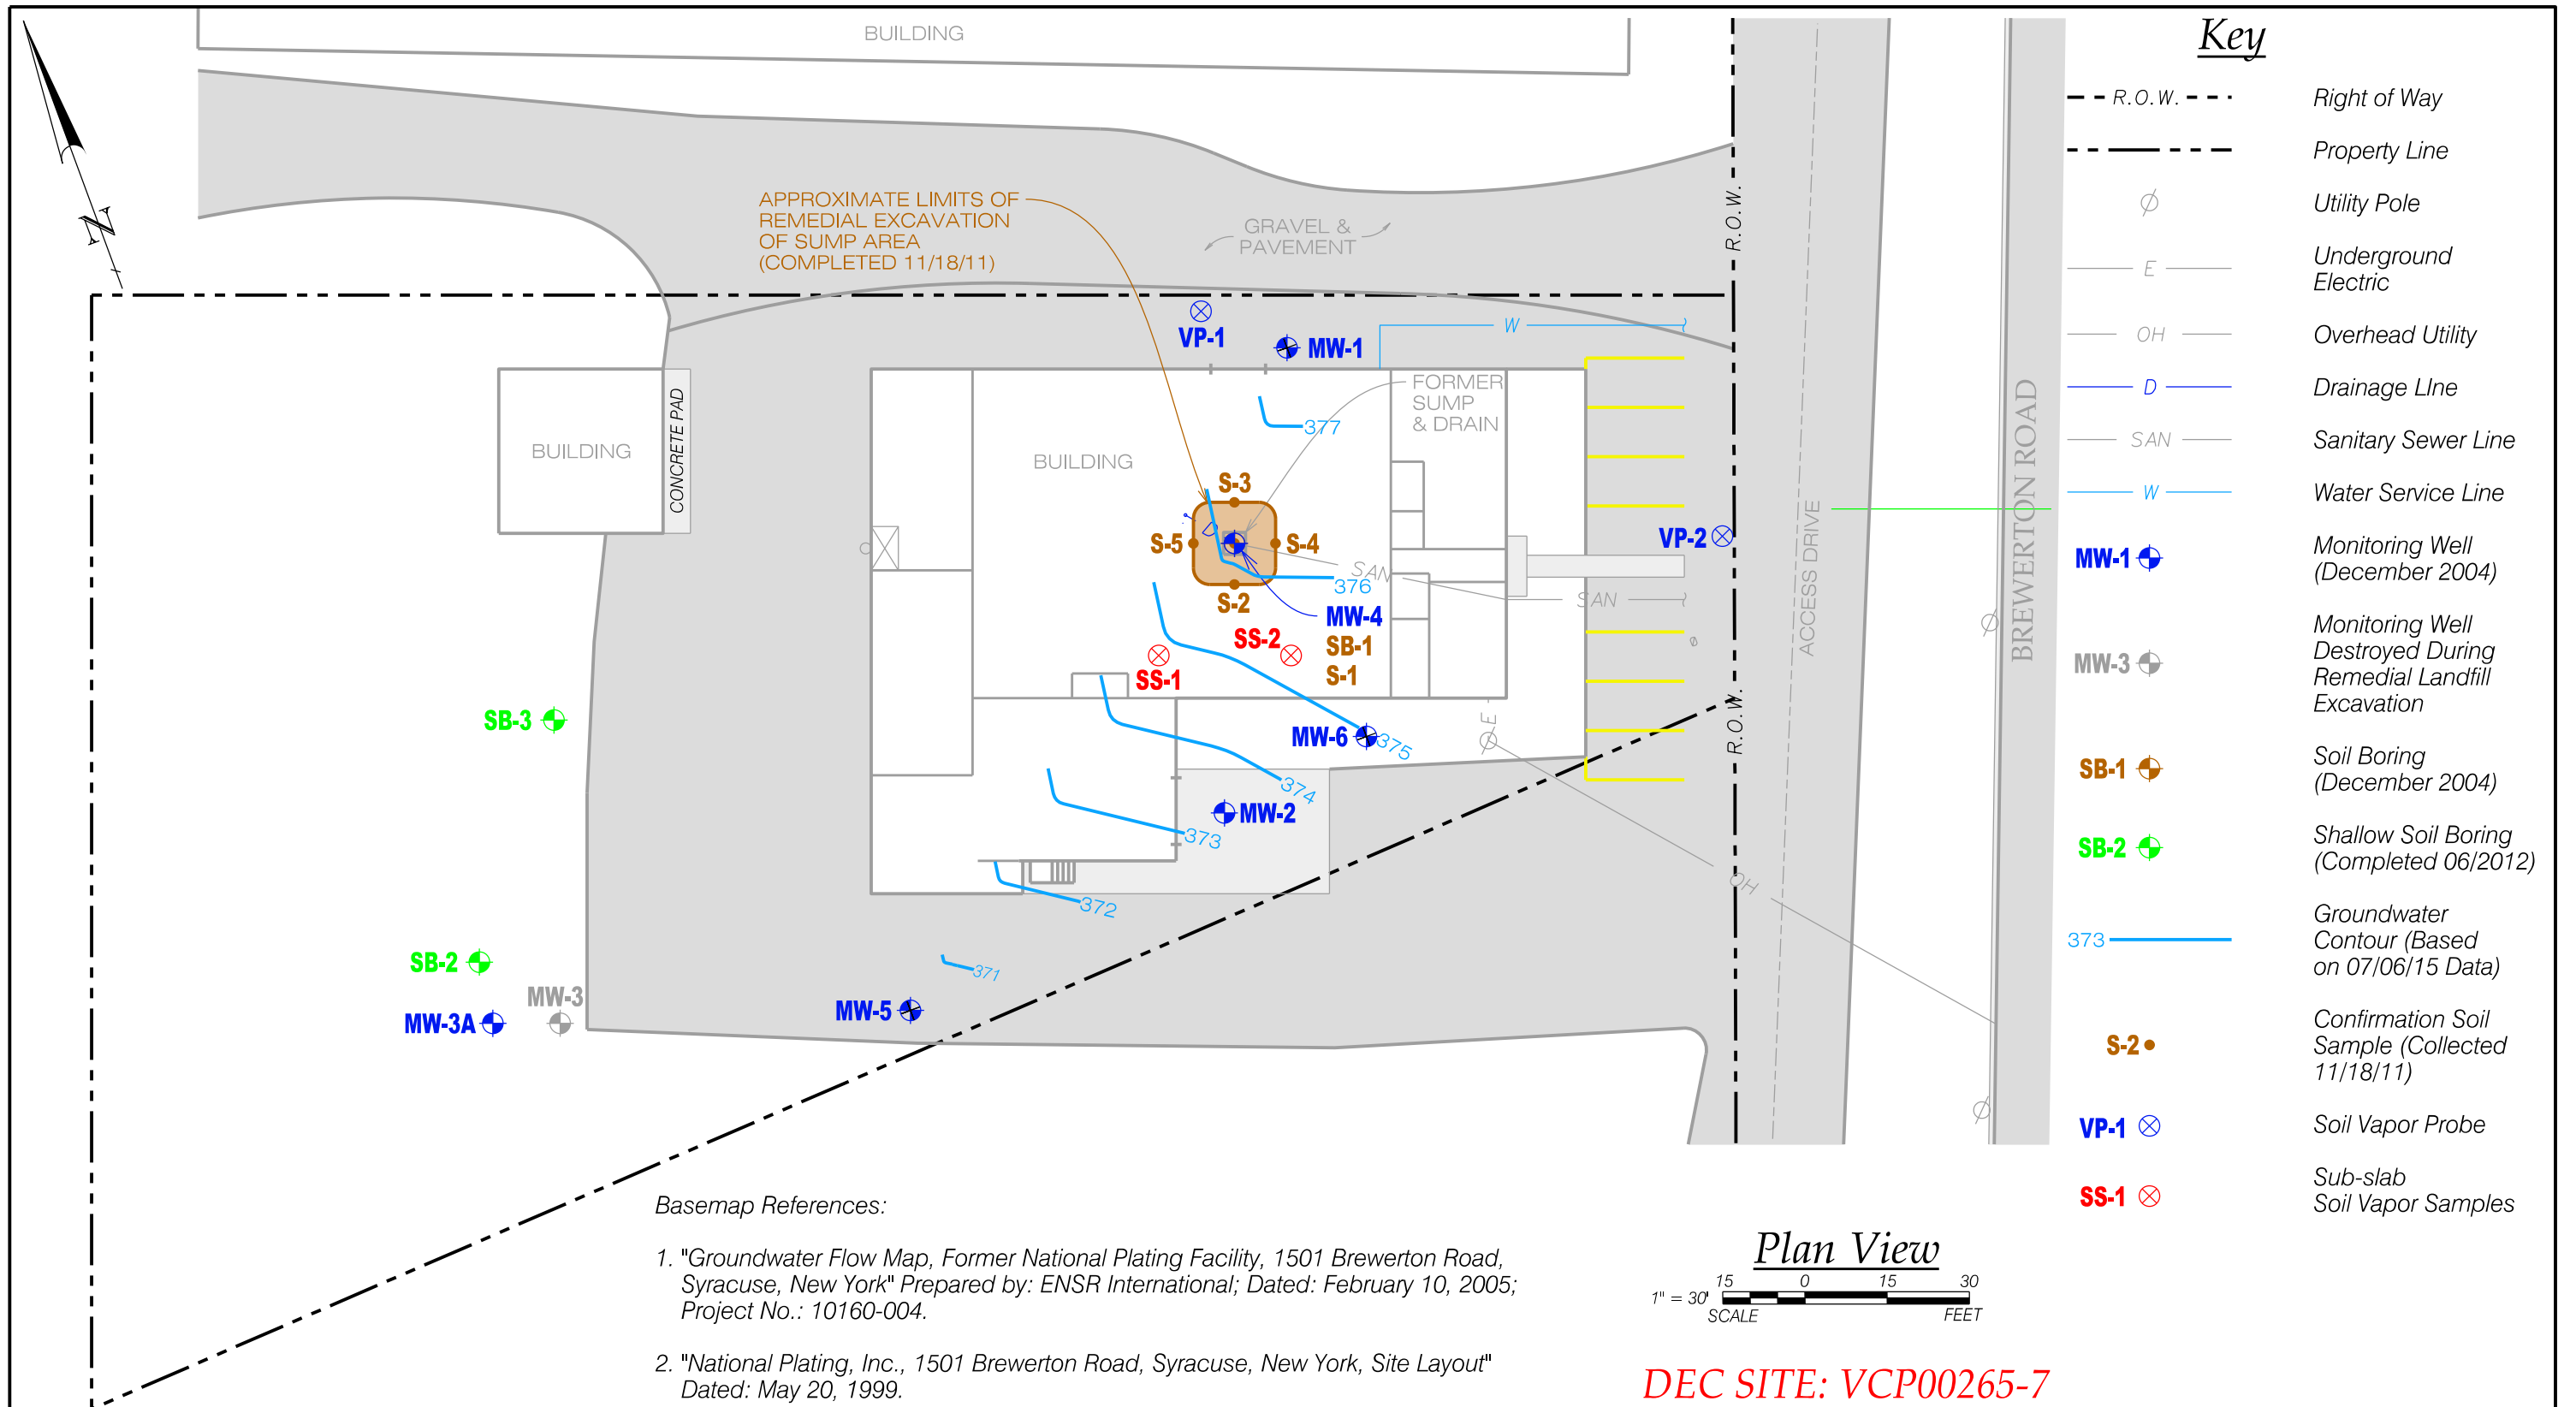 BUILDING
Key
R.O.W.
Right of Way
Property Line
Utility Pole
E
Underground
Electric
OH
Overhead Utility
D
Drainage LIne
SAN
Sanitary Sewer Line
W
Water Service Line
MW-1
Monitoring Well
(December 2004)
MW-3
Monitoring Well
Destroyed During
Remedial Landfill
Excavation
SB-1
Soil Boring
(December 2004)
SB-2
Shallow Soil Boring
(Completed 06/2012)
373
Groundwater
Contour (Based
on 07/06/15 Data)
S-2
Confirmation Soil
Sample (Collected
11/18/11)
VP-1
Soil Vapor Probe
SS-1
Sub-slab
Soil Vapor Samples
N
APPROXIMATE LIMITS OF
REMEDIAL EXCAVATION
OF SUMP AREA
(COMPLETED 11/18/11)
GRAVEL &
PAVEMENT
R.O.W.
VP-1
MW-1
W
FORMER
SUMP
& DRAIN
377
BUILDING
CONCRETE PAD
BUILDING
S-3
D
S-5
S-4
SAN
376
S-2
SAN
VP-2
ACCESS DRIVE
BREWERTON ROAD
MW-4
SB-1
S-1
SS-2
SS-1
SB-3
MW-6
375
E
R.O.W.
374
MW-2
373
OH
372
371
SB-2
MW-3
MW-3A
MW-5
Basemap References:
1. "Groundwater Flow Map, Former National Plating Facility, 1501 Brewerton Road,
Syracuse, New York" Prepared by: ENSR International; Dated: February 10, 2005;
Project No.: 10160-004.
2. "National Plating, Inc., 1501 Brewerton Road, Syracuse, New York, Site Layout"
Dated: May 20, 1999.
Plan View
15 0 15 30
1" = 30'
SCALE FEET
DEC SITE: VCP00265-7